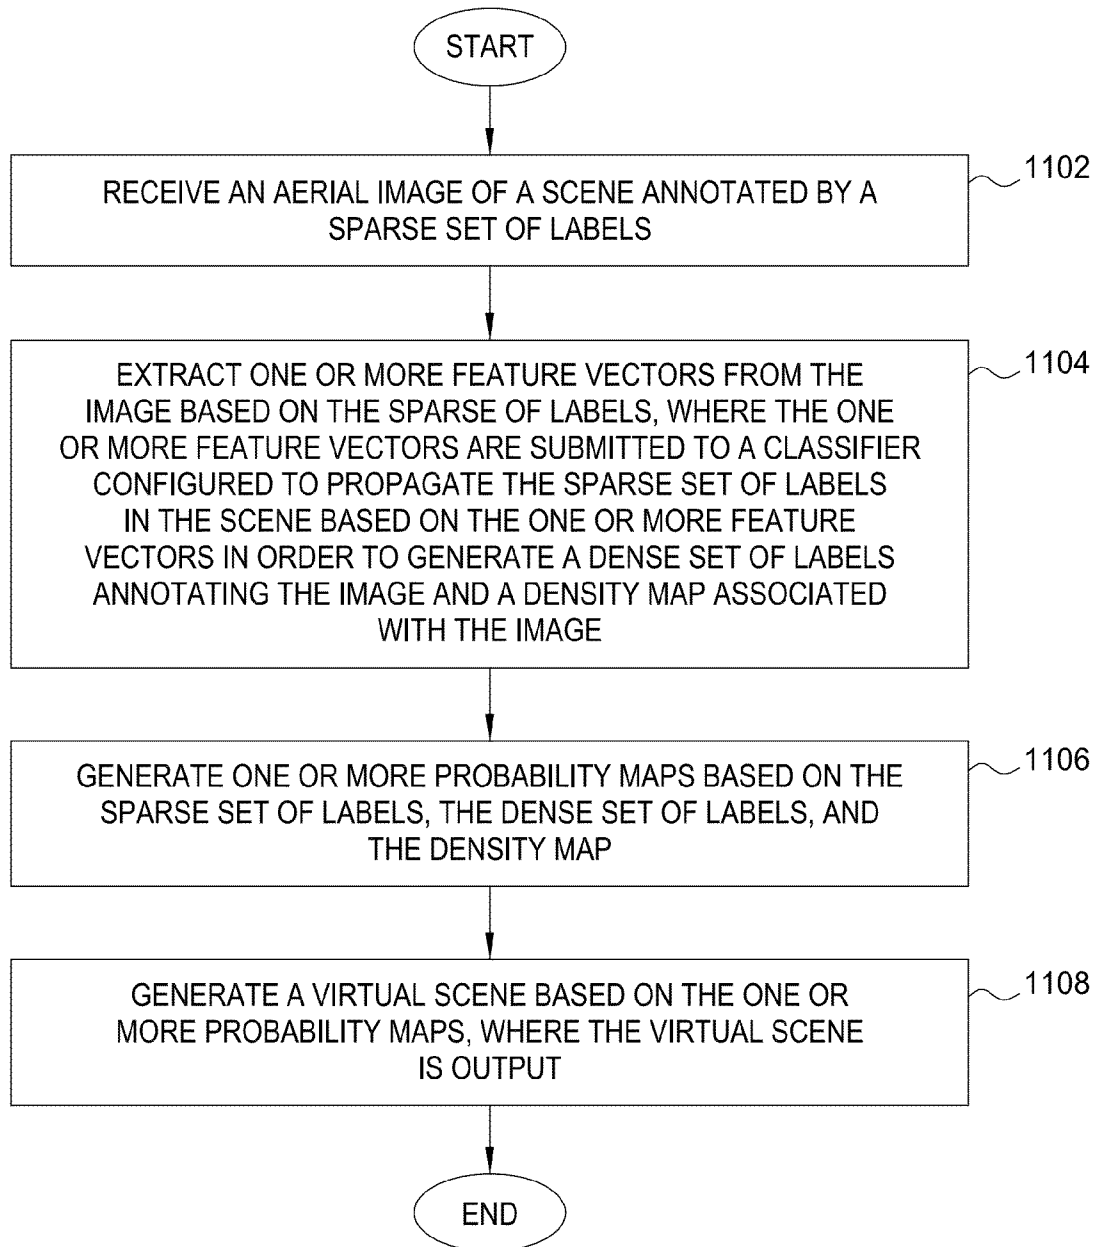 START
RECEIVE AN AERIAL IMAGE OF A SCENE ANNOTATED BY A
SPARSE SET OF LABELS
1102
EXTRACT ONE OR MORE FEATURE VECTORS FROM THE
IMAGE BASED ON THE SPARSE OF LABELS, WHERE THE ONE
OR MORE FEATURE VECTORS ARE SUBMITTED TO A CLASSIFIER
CONFIGURED TO PROPAGATE THE SPARSE SET OF LABELS
IN THE SCENE BASED ON THE ONE OR MORE FEATURE
VECTORS IN ORDER TO GENERATE A DENSE SET OF LABELS
ANNOTATING THE IMAGE AND A DENSITY MAP ASSOCIATED
WITH THE IMAGE
1104
GENERATE ONE OR MORE PROBABILITY MAPS BASED ON THE
SPARSE SET OF LABELS, THE DENSE SET OF LABELS, AND
THE DENSITY MAP
1106
GENERATE A VIRTUAL SCENE BASED ON THE ONE OR
MORE PROBABILITY MAPS, WHERE THE VIRTUAL SCENE
IS OUTPUT
1108
END